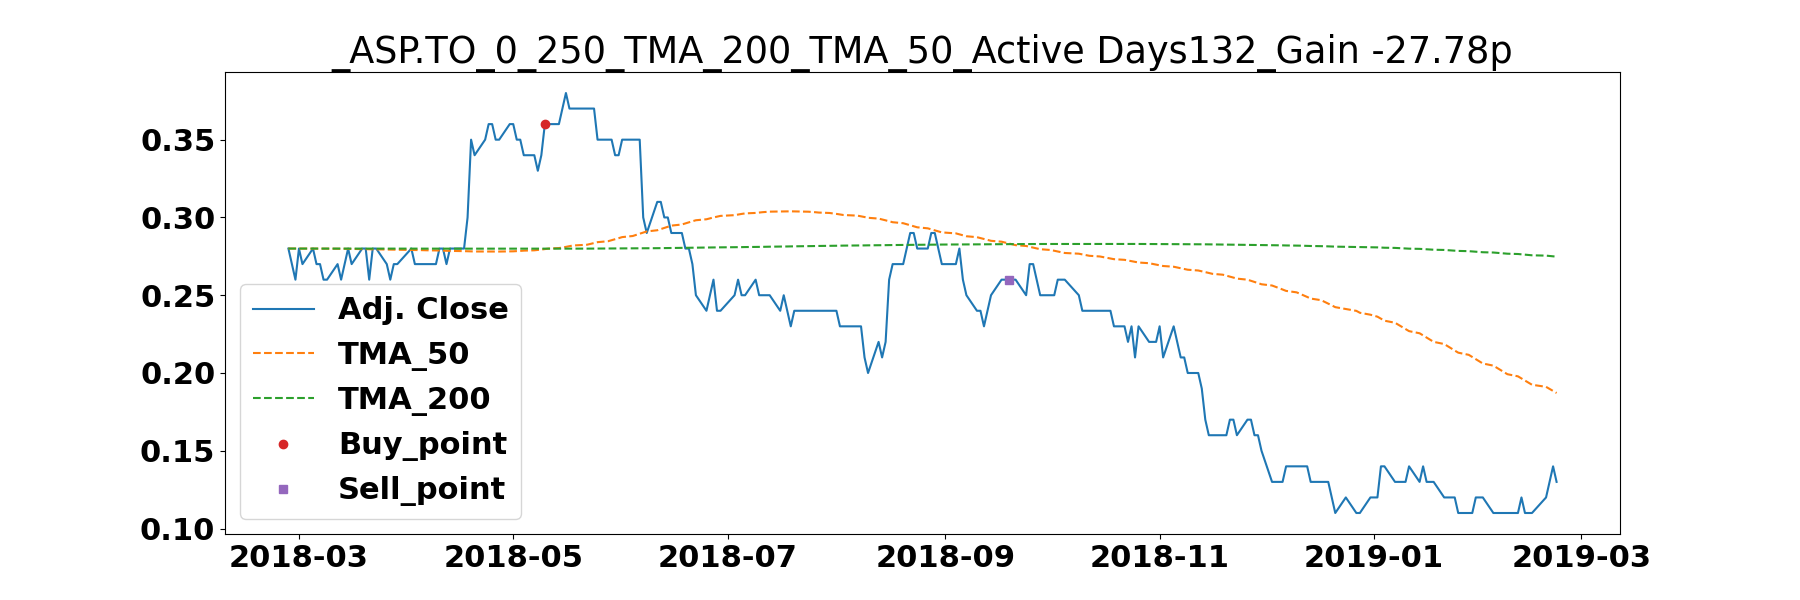 _ASP.TO_0_250_TMA_200_TMA_50_Active Days132_Gain -27.78p
0.35
0.30
0.25
0.20
0.15
0.10
Adj. Close
TMA_50
TMA_200
Buy_point
Sell_point
2018-03 2018-05 2018-07 2018-09 2018-11 2019-01 2019-03